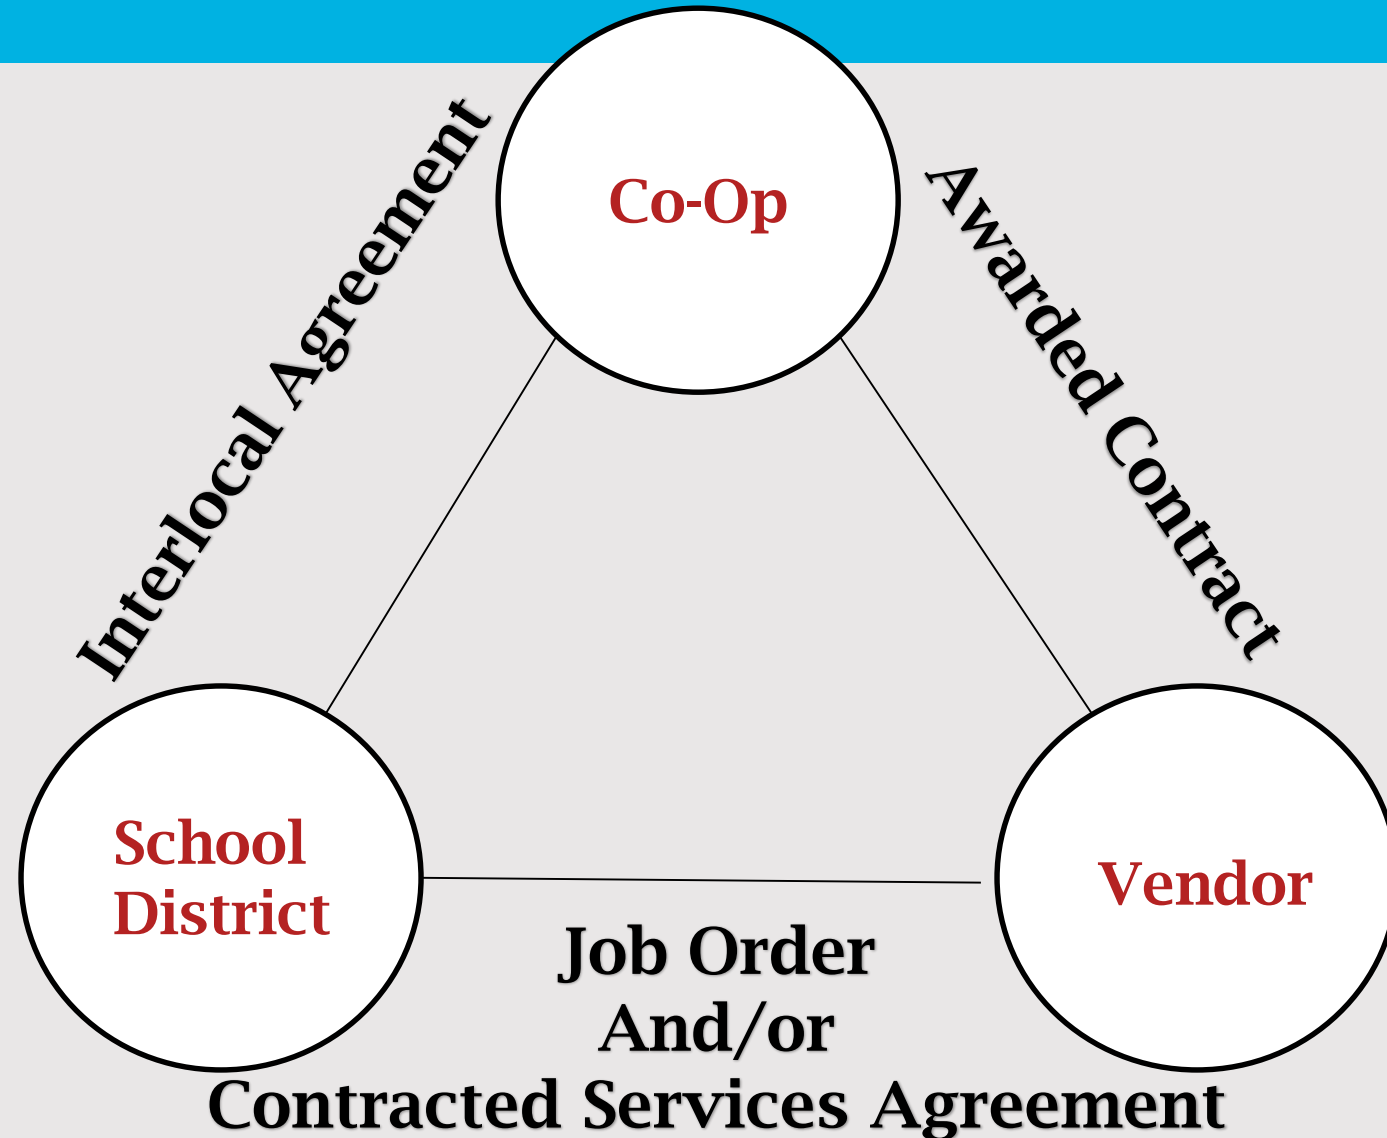 Co-Op
Interlocal Agreement
Awarded Contract
School
District
Vendor
Job Order
And/or
Contracted Services Agreement